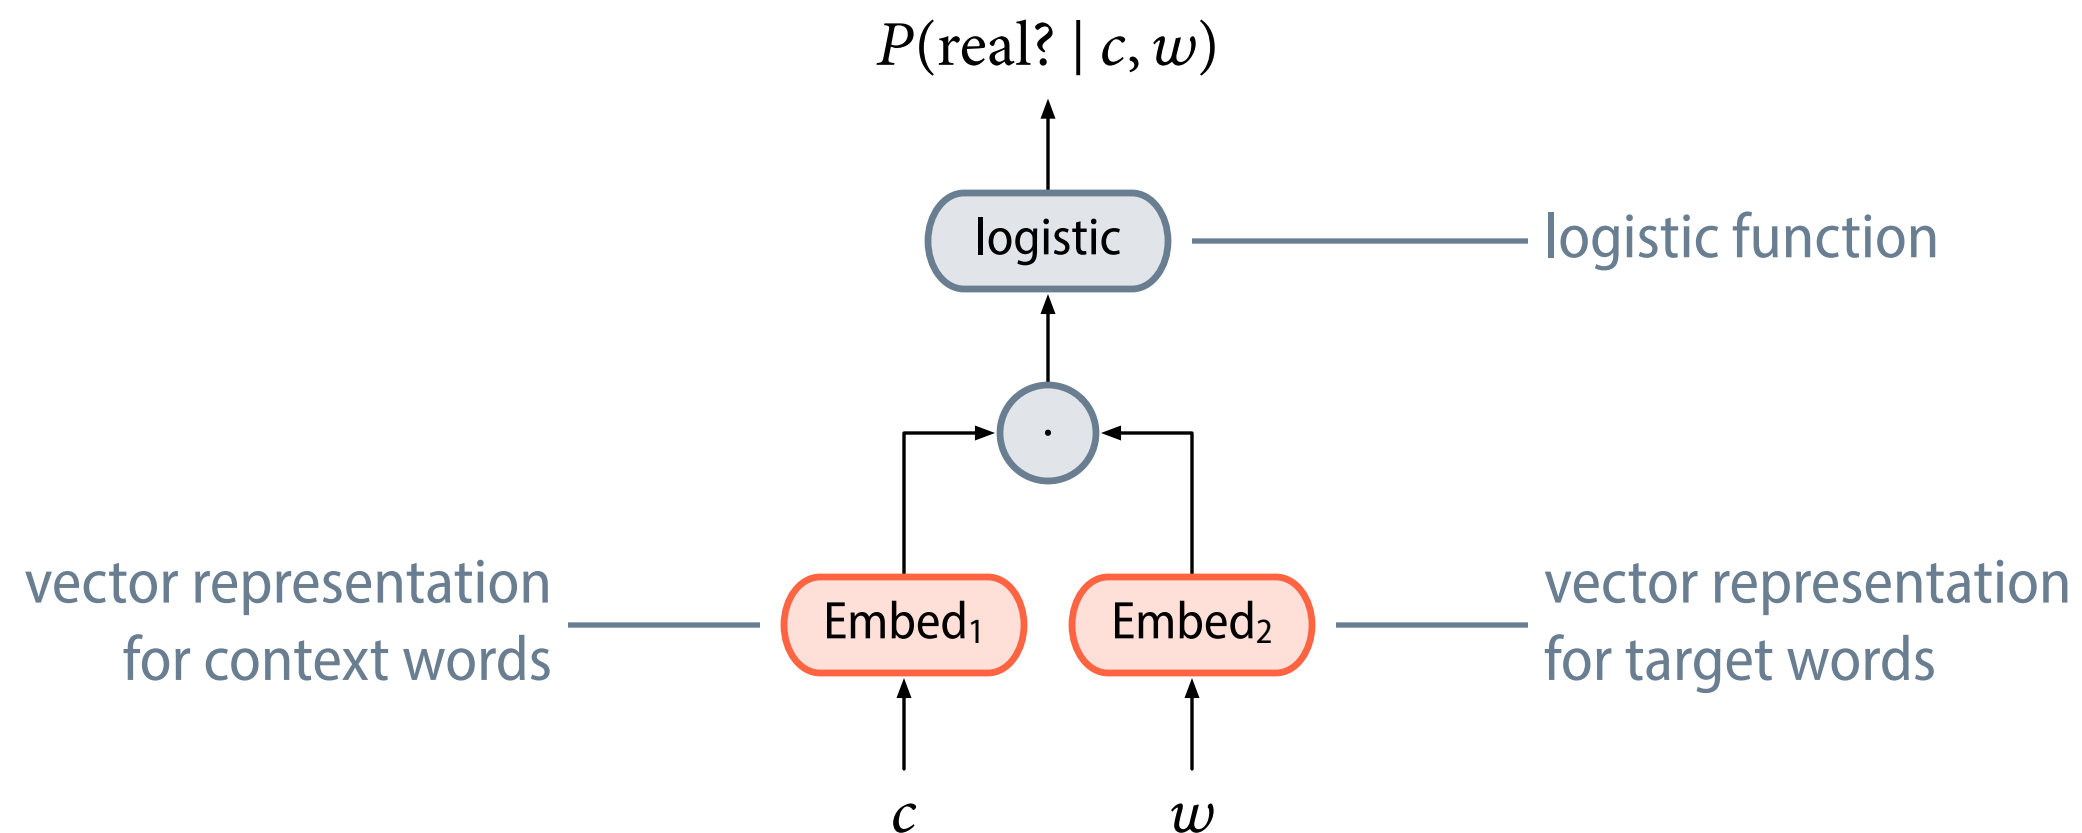 P(real? | c, w)
logistic
logistic function
·
vector representation
for context words
Embed₁
Embed₂
vector representation
for target words
c
w